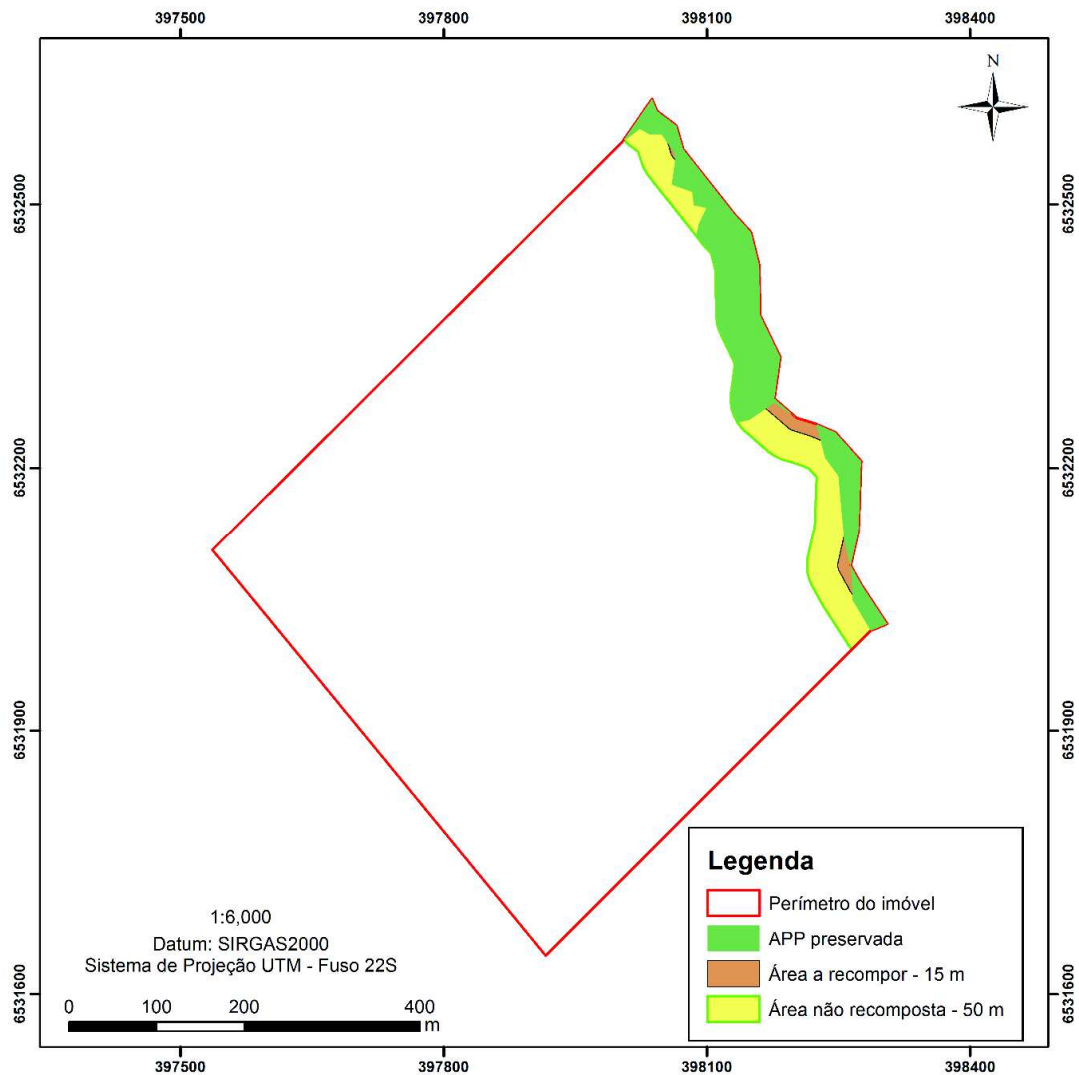 397500 397800 398100 398400
N
6532500 6532500
6532200 6532200
6531900 6531900
6531600 6531600
1:6,000
Datum: SIRGAS2000
Sistema de Projeção UTM - Fuso 22S
0 100 200 400
m
Legenda
Perímetro do imóvel
APP preservada
Área a recompor - 15 m
Área não recomposta - 50 m
397500 397800 398100 398400